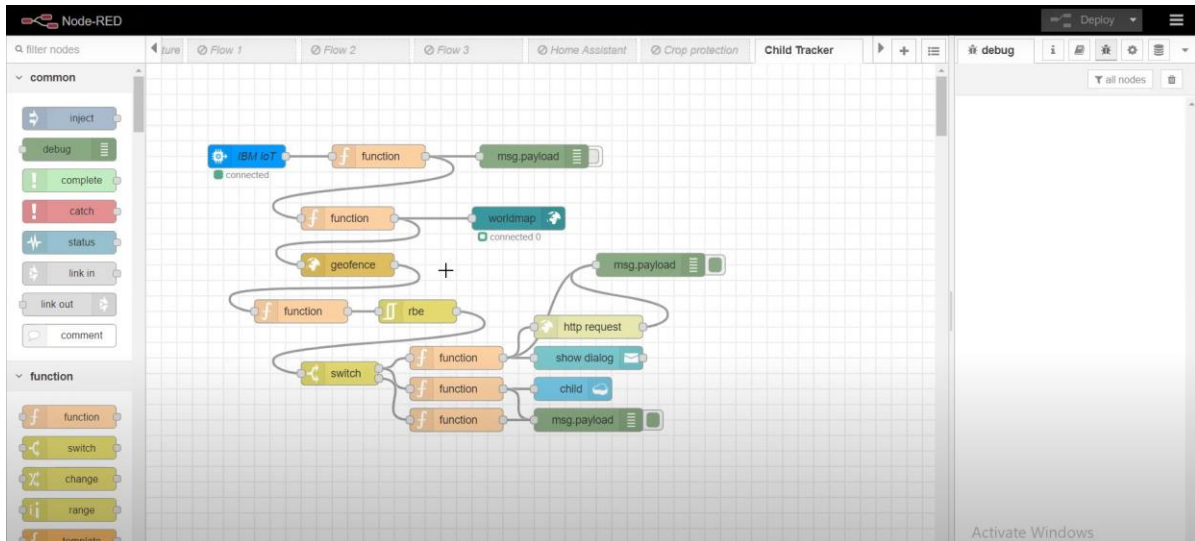 Node-RED
Deploy
filter nodes
ture
Flow 1
Flow 2
Flow 3
Home Assistant
Crop protection
Child Tracker
debug
i
all nodes
common
inject
debug
complete
catch
status
link in
link out
comment
function
function
switch
change
range
template
IBM IoT
connected
function
msg.payload
function
worldmap
connected 0
geofence
msg.payload
function
rbe
http request
function
show dialog
switch
function
child
function
msg.payload
Activate Windows